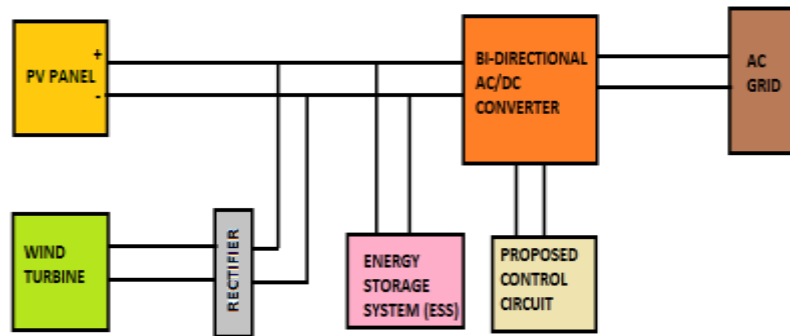 PV PANEL
+
-
BI-DIRECTIONAL
AC/DC
CONVERTER
AC
GRID
WIND
TURBINE
RECTIFIER
ENERGY
STORAGE
SYSTEM (ESS)
PROPOSED
CONTROL
CIRCUIT